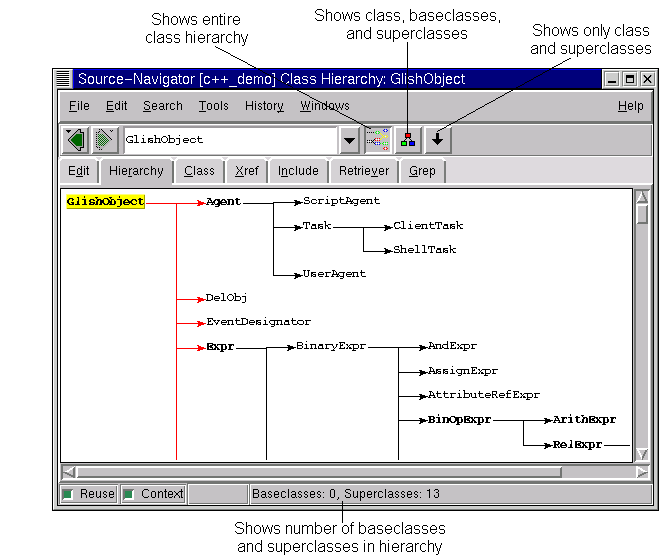 Shows entire
class hierarchy
Shows class, baseclasses,
and superclasses
Shows only class
and superclasses
Source-Navigator [c++_demo] Class Hierarchy: GlishObject
File Edit Search Tools History Windows Help
GlishObject
Edit Hierarchy Class Xref Include Retriever Grep
GlishObject Agent ScriptAgent
Task ClientTask
ShellTask
UserAgent
DelObj
EventDesignator
Expr BinaryExpr AndExpr
AssignExpr
AttributeRefExpr
BinOpExpr ArithExpr
RelExpr
Reuse Context Baseclasses: 0, Superclasses: 13
Shows number of baseclasses
and superclasses in hierarchy